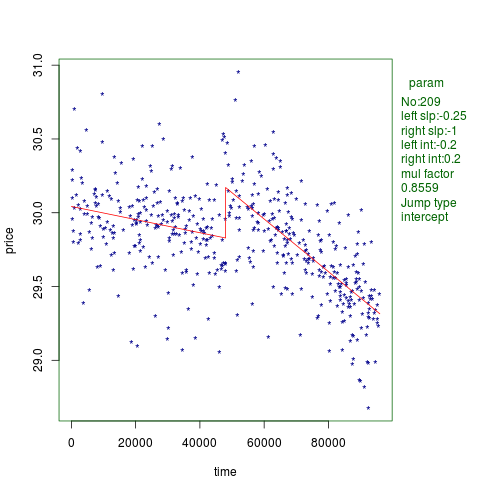 31.0
30.5
30.0
29.5
29.0
price
0
20000
40000
60000
80000
time
param
No:209
left slp:-0.25
right slp:-1
left int:-0.2
right int:0.2
mul factor
0.8559
Jump type
intercept